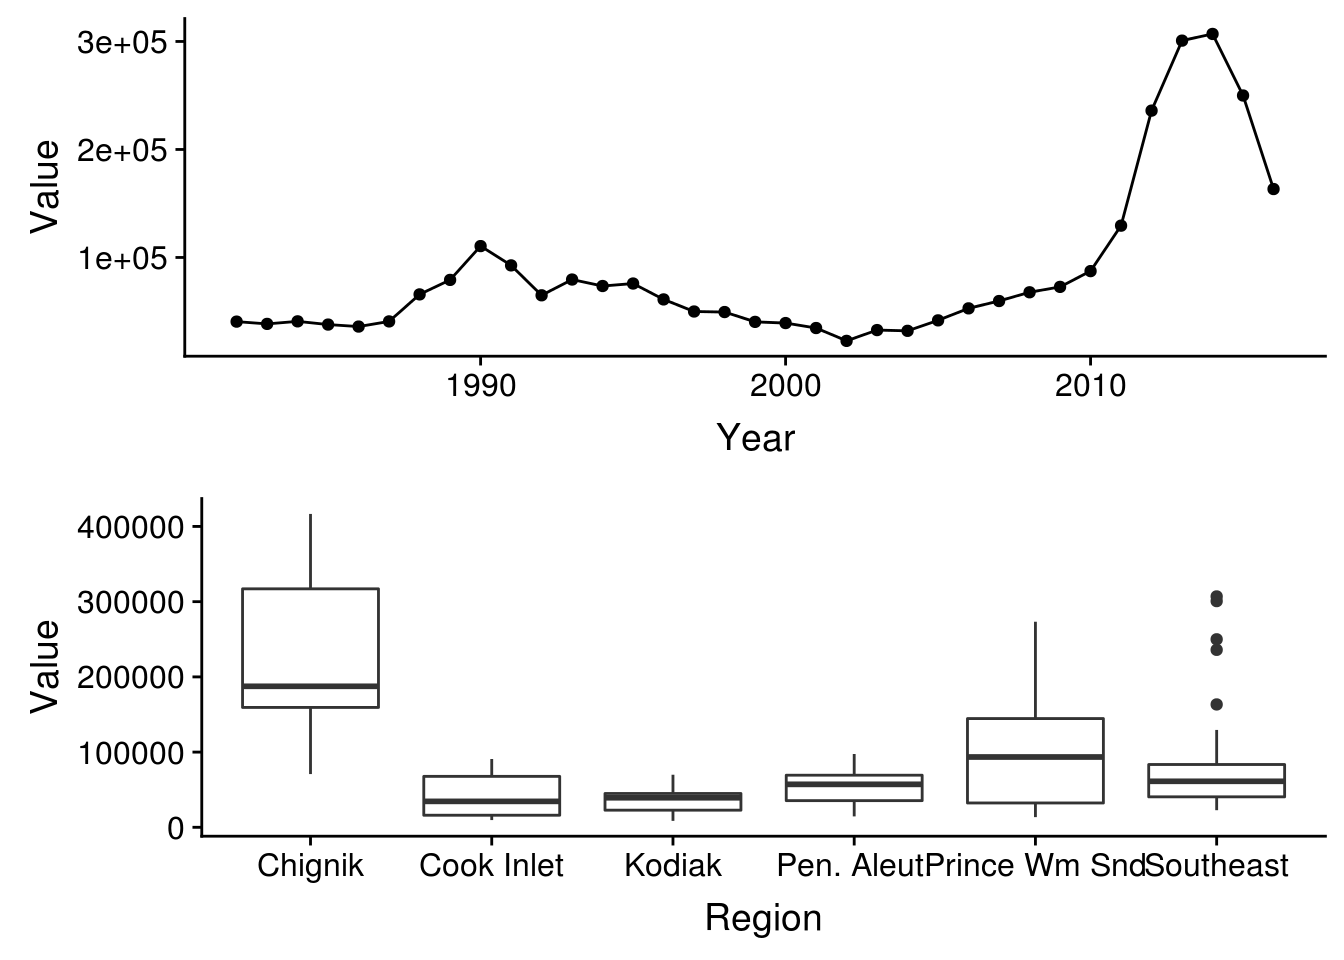 3e+05
2e+05
1e+05
Value
1990 2000 2010
Year
400000
300000
200000
100000
0
Value
Chignik Cook Inlet Kodiak Pen. Aleut Prince Wm Snd Southeast
Region